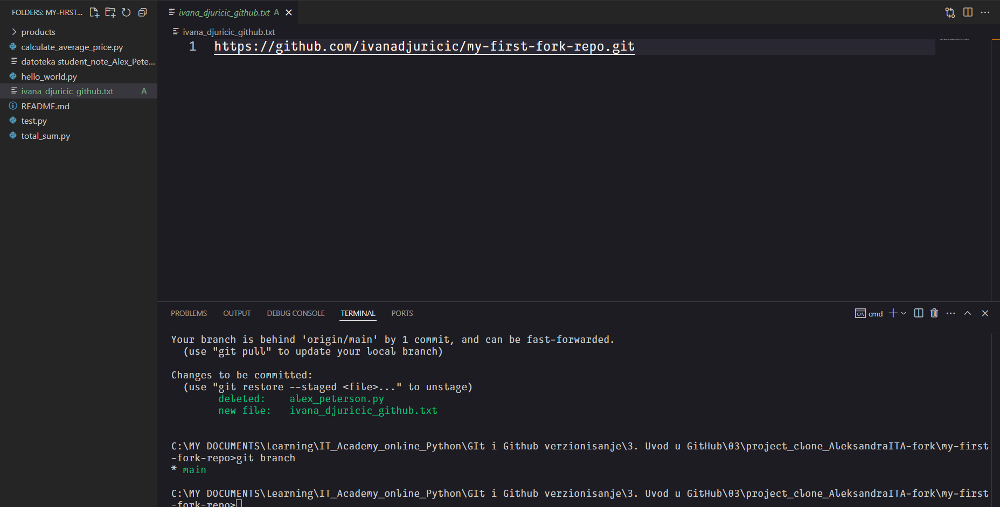 FOLDERS: MY-FIRST...
products
calculate_average_price.py
datoteka student_note_Alex_Pete...
hello_world.py
ivana_djuricic_github.txt A
README.md
test.py
total_sum.py
ivana_djuricic_github.txt A
ivana_djuricic_github.txt
1 https://github.com/ivanadjuricic/my-first-fork-repo.git
PROBLEMS OUTPUT DEBUG CONSOLE TERMINAL PORTS
cmd
Your branch is behind 'origin/main' by 1 commit, and can be fast-forwarded.
(use "git pull" to update your local branch)
Changes to be committed:
(use "git restore --staged <file>..." to unstage)
deleted: alex_peterson.py
new file: ivana_djuricic_github.txt
C:\MY DOCUMENTS\Learning\IT_Academy_online_Python\GIt i Github verzionisanje\3. Uvod u GitHub\03\project_clone_AleksandraITA-fork\my-first
-fork-repo>git branch
* main
C:\MY DOCUMENTS\Learning\IT_Academy_online_Python\GIt i Github verzionisanje\3. Uvod u GitHub\03\project_clone_AleksandraITA-fork\my-first
-fork-repo>